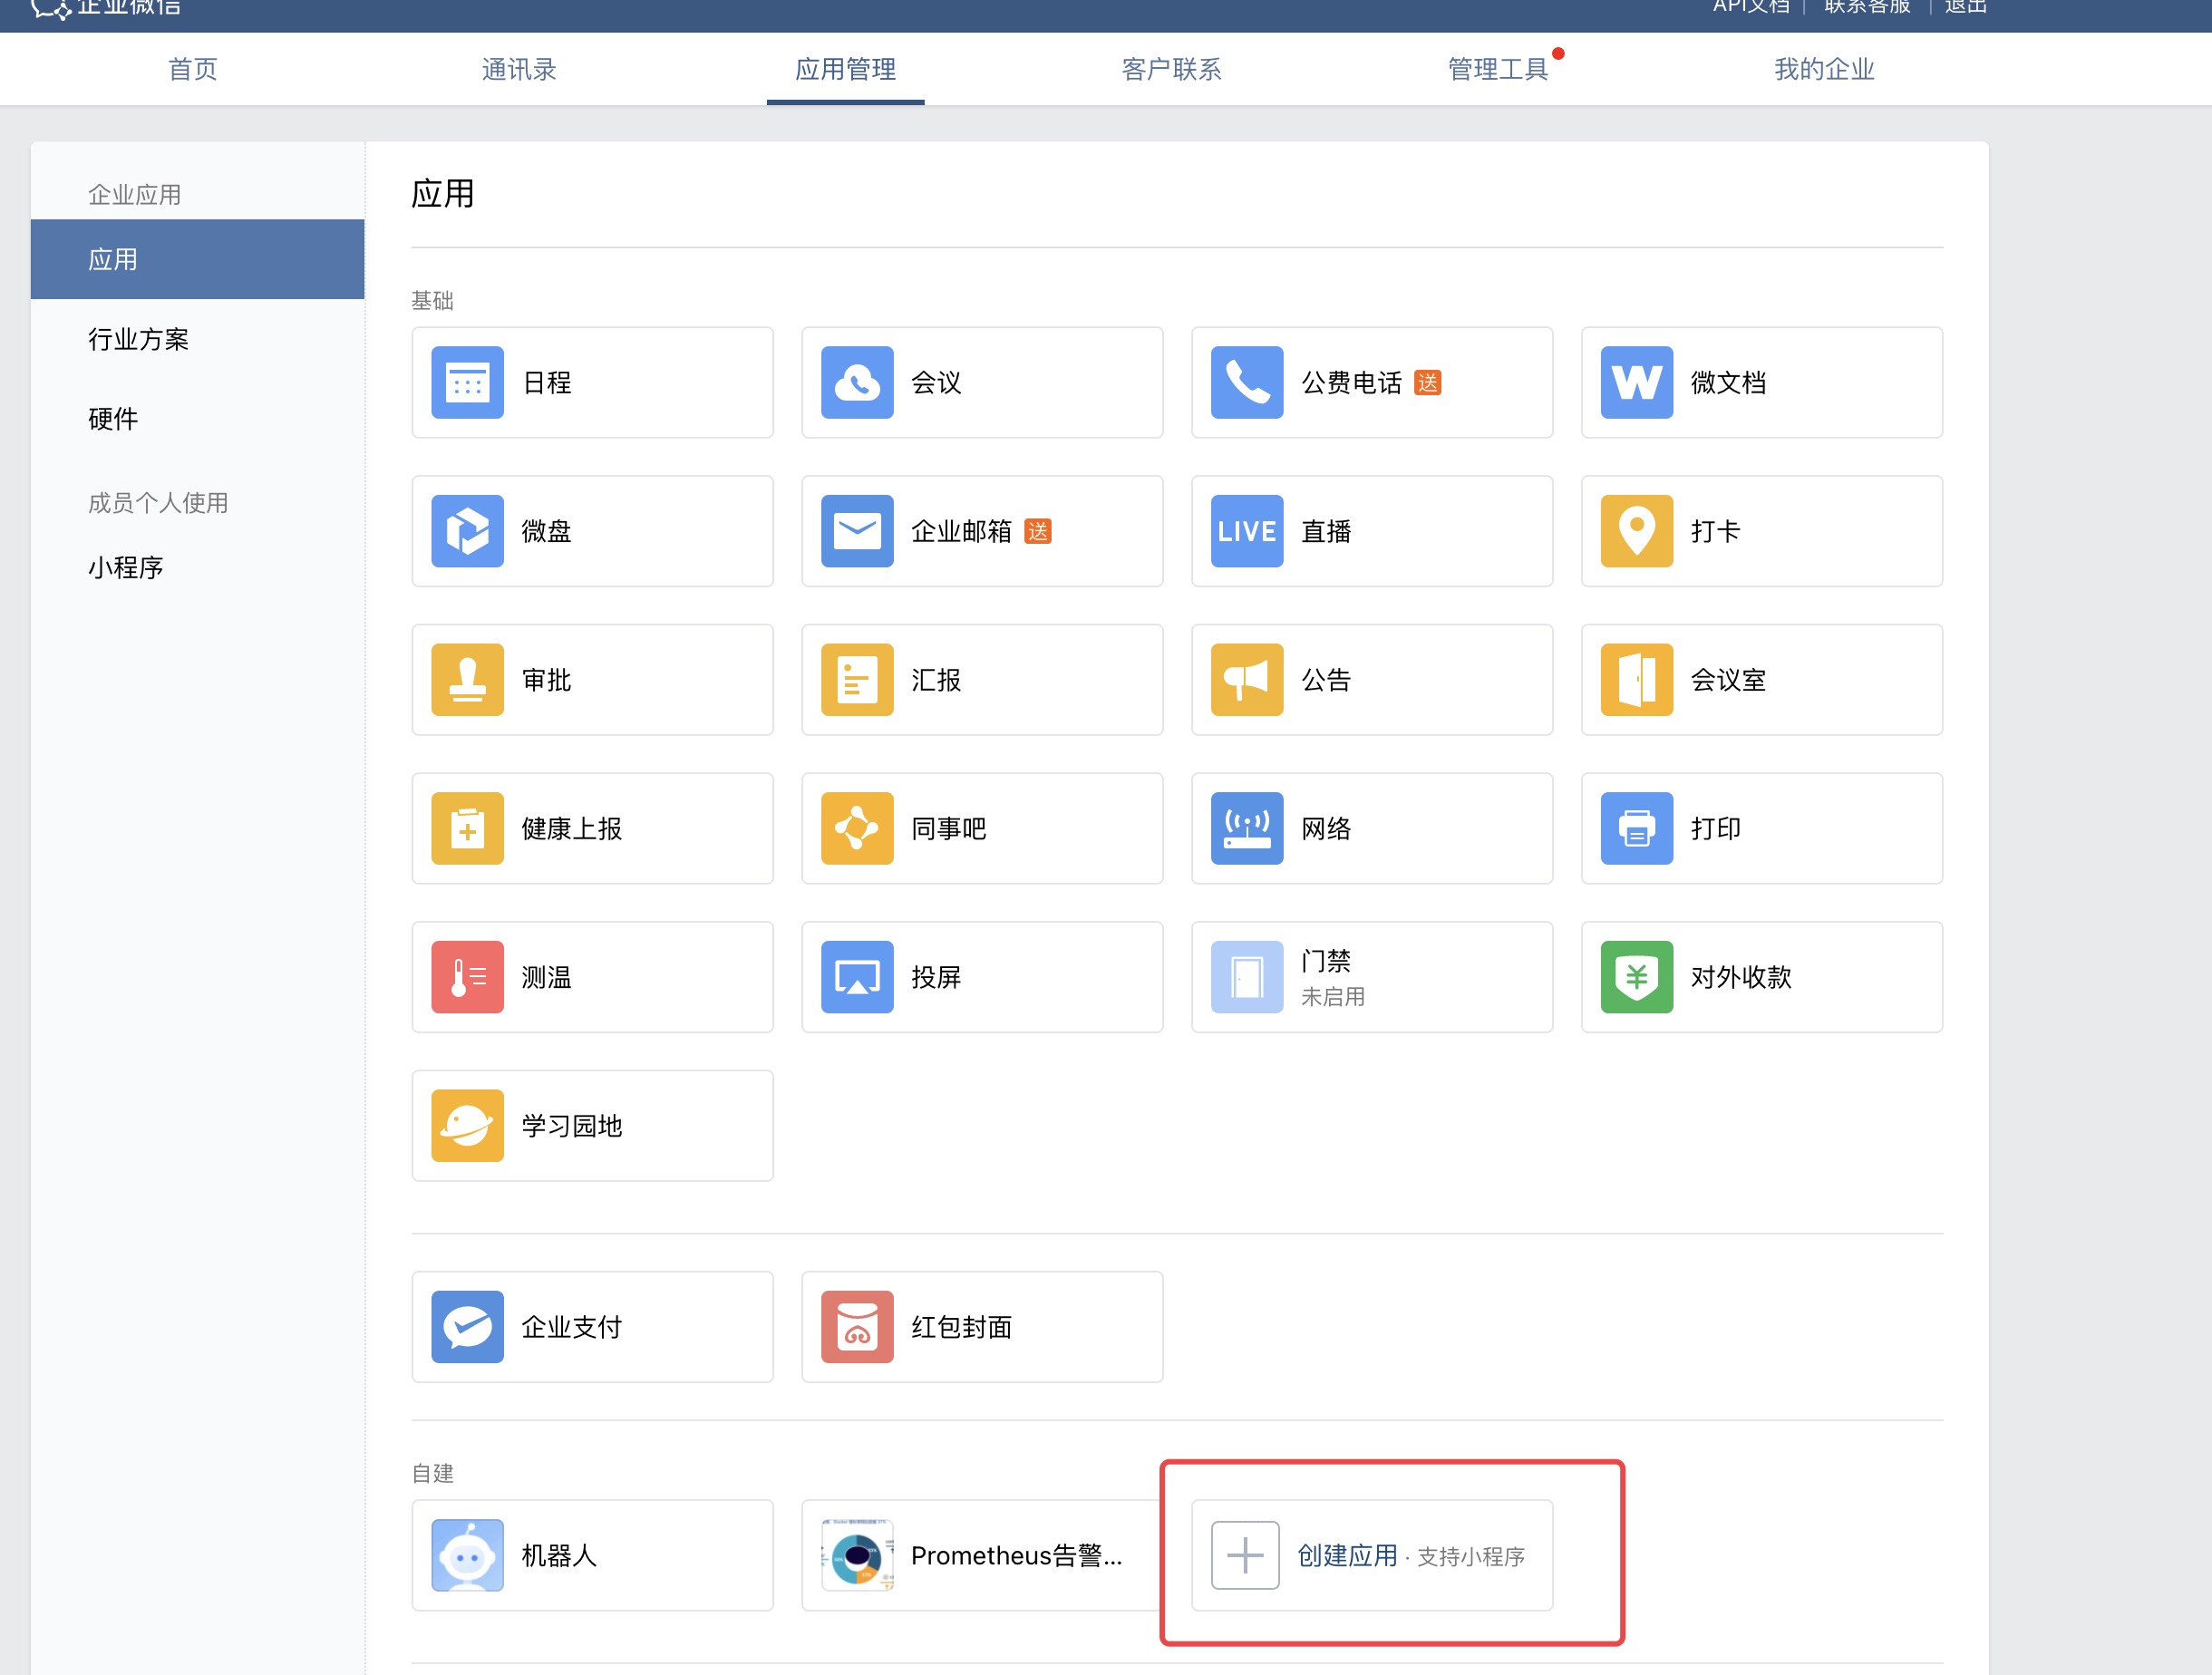 企业微信
API文档 | 联系客服 | 退出
首页 通讯录 应用管理 客户联系 管理工具 我的企业
企业应用
应用
行业方案
硬件
成员个人使用
小程序
应用
基础
日程 会议 公费电话 送 微文档
W
微盘 企业邮箱 送 LIVE 直播 打卡
审批 汇报 公告 会议室
健康上报 同事吧 网络 打印
测温 投屏 门禁 对外收款
未启用
学习园地
企业支付 红包封面
自建
机器人 Prometheus告警... 创建应用 · 支持小程序